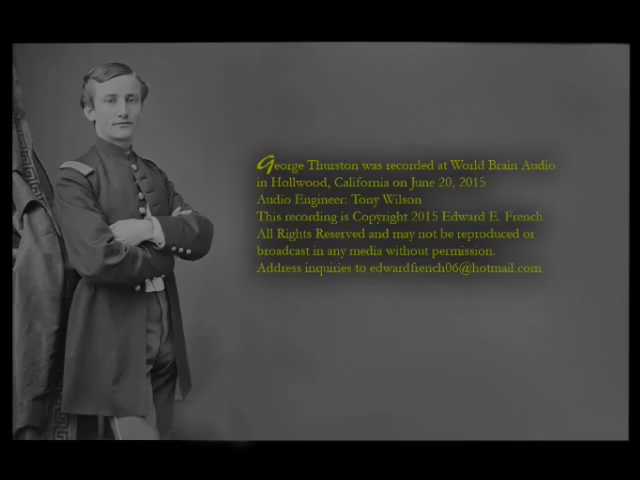 George Thurston was recorded at World Brain Audio
in Hollwood, California on June 20, 2015
Audio Engineer: Tony Wilson
This recording is Copyright 2015 Edward E. French
All Rights Reserved and may not be reproduced or
broadcast in any media without permission.
Address inquiries to edwardfrench06@hotmail.com